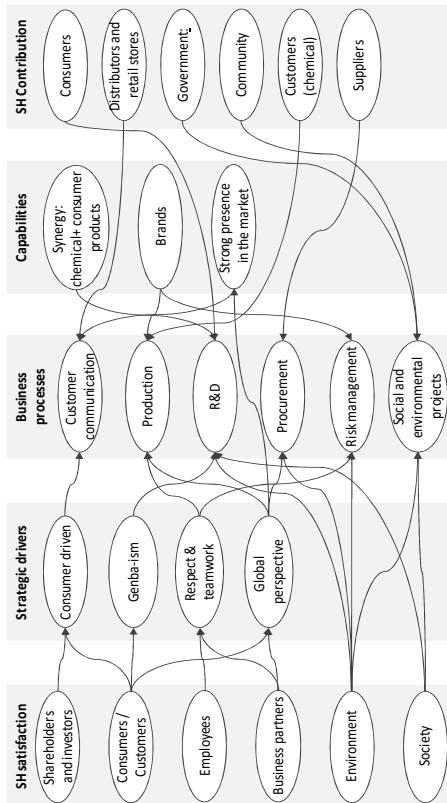 SH satisfaction
Shareholders
and investors
Consumers /
Customers
Employees
Business partners
Environment
Society
Strategic drivers
Consumer driven
Genba-ism
Respect &
teamwork
Global
perspective
Business
processes
Customer
communication
Production
R&D
Procurement
Risk management
Social and
environmental
projects
Capabilities
Synergy:
chemical+ consumer
products
Brands
Strong presence
in the market
SH Contribution
Consumers
Distributors and
retail stores
Government:
Community
Customers
(chemical)
Suppliers